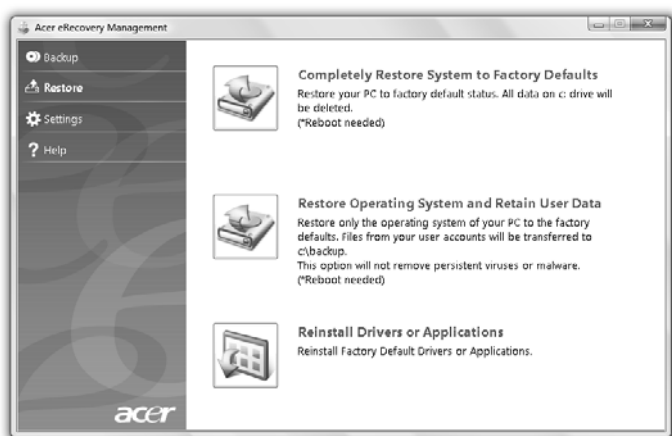 Acer eRecovery Management
Backup
Restore
Settings
? Help
Completely Restore System to Factory Defaults
Restore your PC to factory default status. All data on c: drive will
be deleted.
(*Reboot needed)
Restore Operating System and Retain User Data
Restore only the operating system of your PC to the factory
defaults. Files from your user accounts will be transferred to
c:\backup.
This option will not remove persistent viruses or malware.
(*Reboot needed)
Reinstall Drivers or Applications
Reinstall Factory Default Drivers or Applications.
acer